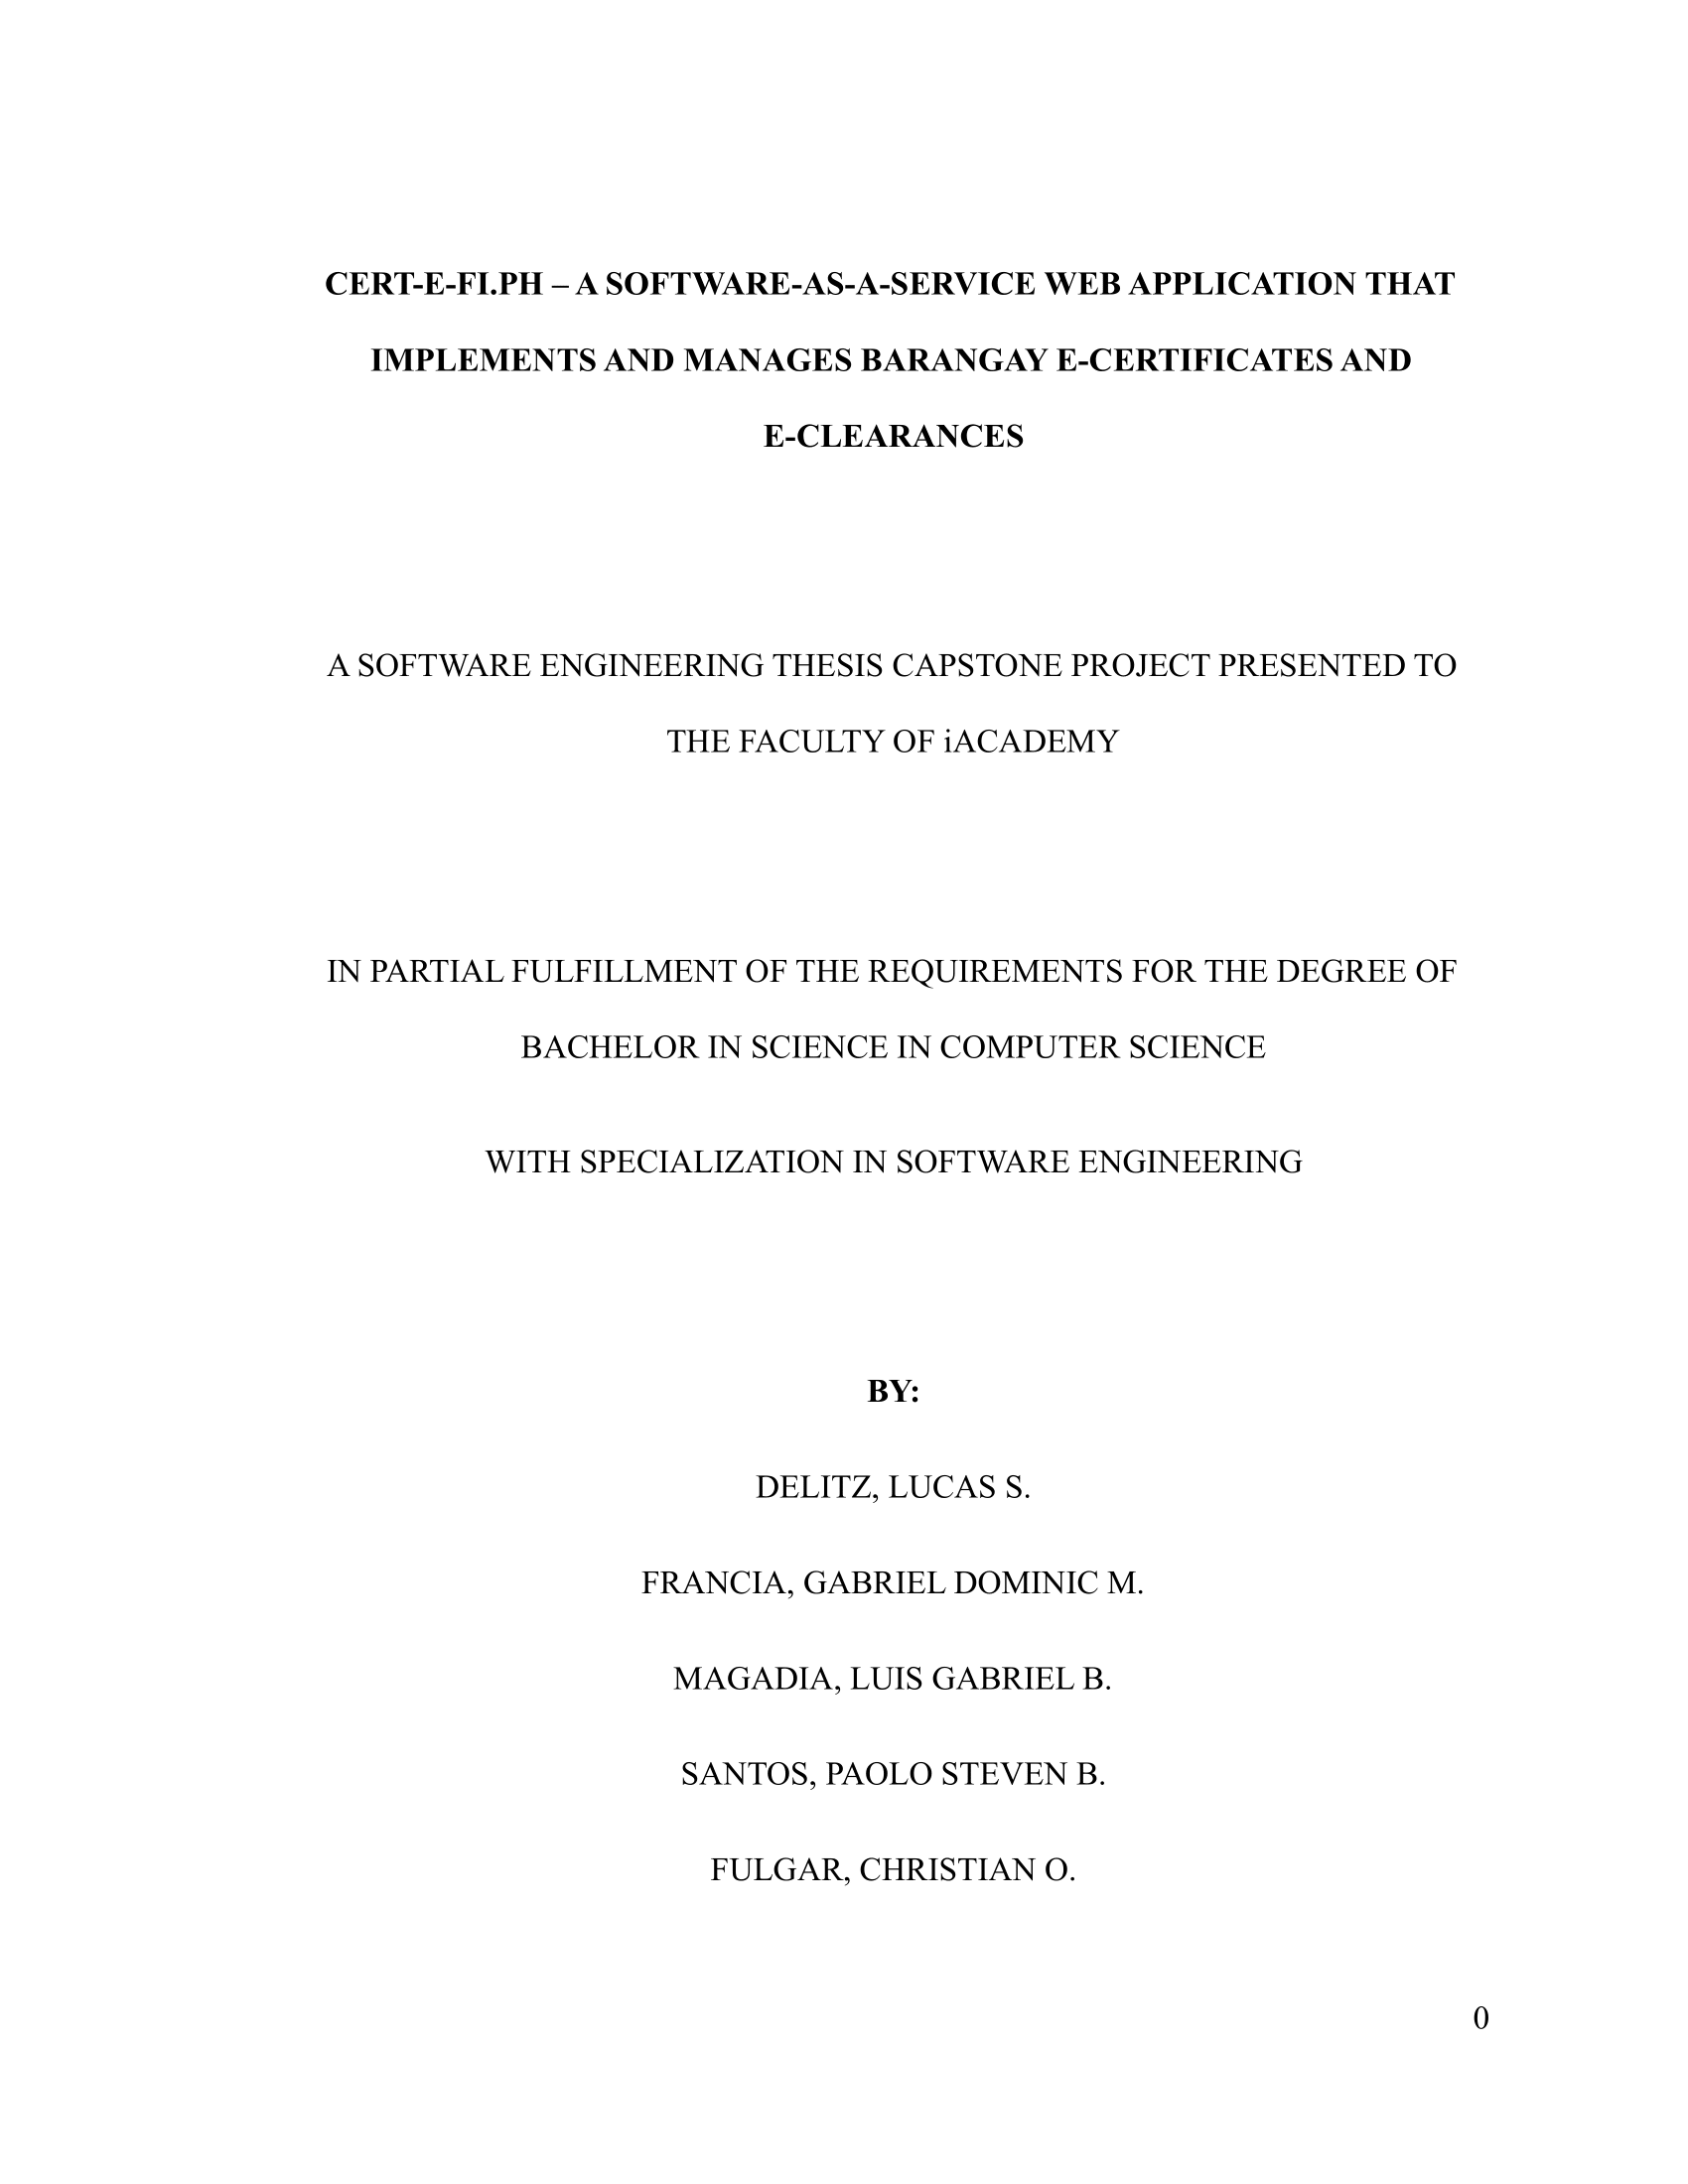 CERT-E-FI.PH – A SOFTWARE-AS-A-SERVICE WEB APPLICATION THAT
IMPLEMENTS AND MANAGES BARANGAY E-CERTIFICATES AND
E-CLEARANCES
A SOFTWARE ENGINEERING THESIS CAPSTONE PROJECT PRESENTED TO
THE FACULTY OF iACADEMY
IN PARTIAL FULFILLMENT OF THE REQUIREMENTS FOR THE DEGREE OF
BACHELOR IN SCIENCE IN COMPUTER SCIENCE
WITH SPECIALIZATION IN SOFTWARE ENGINEERING
BY:
DELITZ, LUCAS S.
FRANCIA, GABRIEL DOMINIC M.
MAGADIA, LUIS GABRIEL B.
SANTOS, PAOLO STEVEN B.
FULGAR, CHRISTIAN O.
0